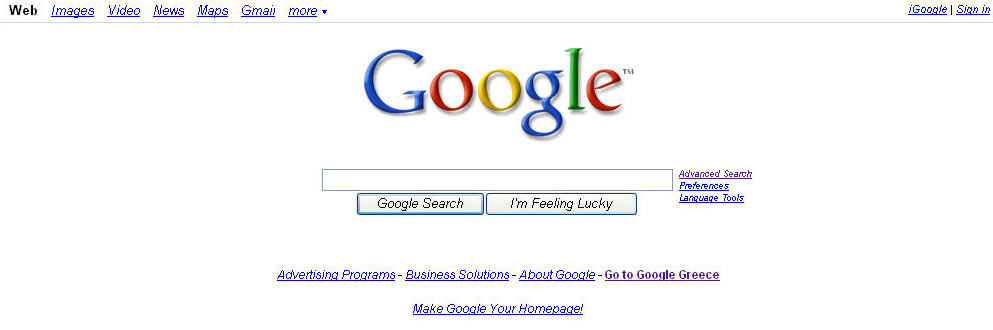 Web Images Video News Maps Gmail more ▼ iGoogle | Sign in
Google™
Advanced Search
Preferences
Language Tools
Google Search I'm Feeling Lucky
Advertising Programs - Business Solutions - About Google - Go to Google Greece
Make Google Your Homepage!